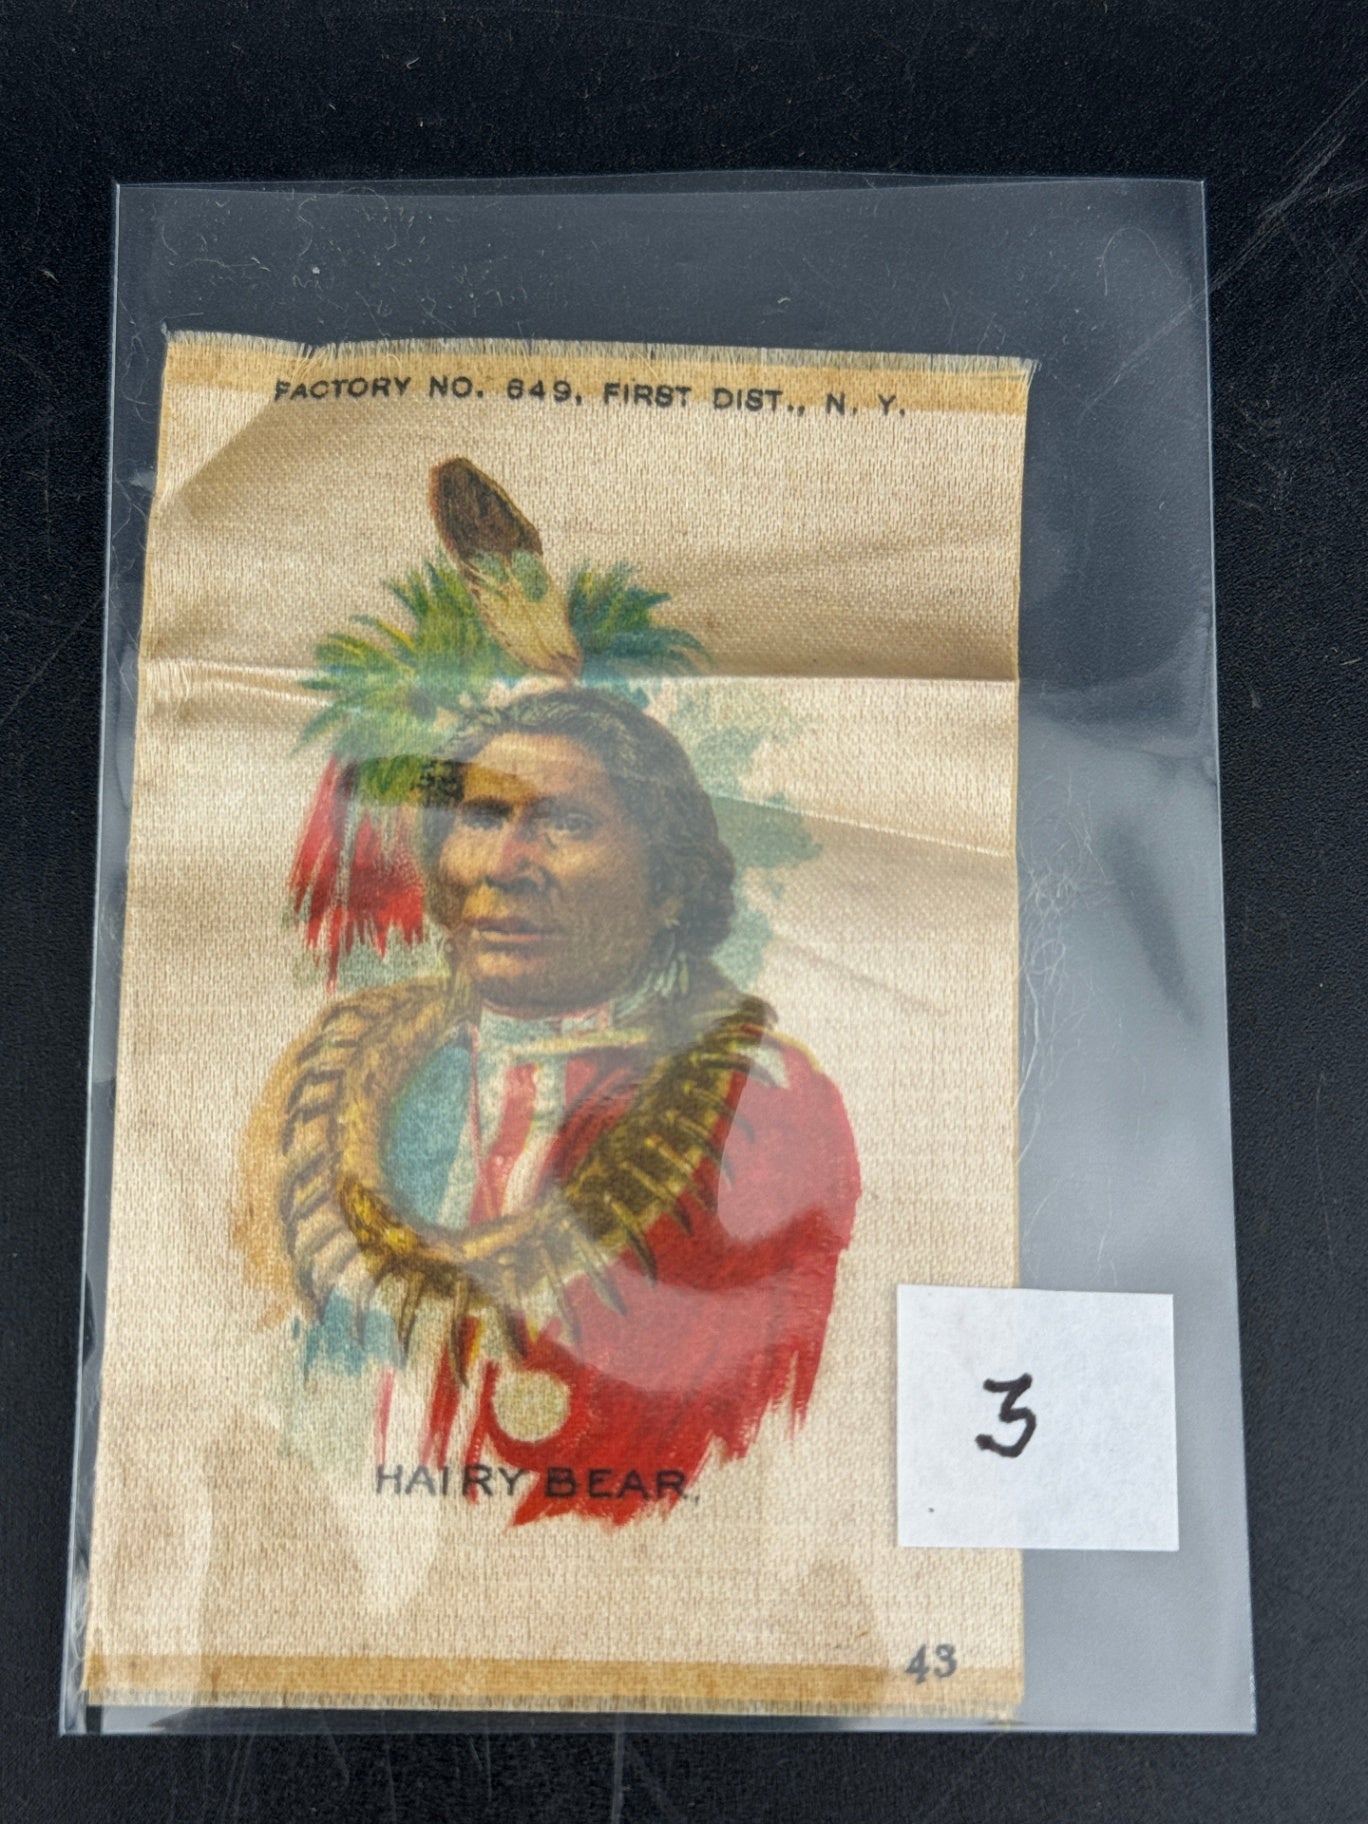 FACTORY NO. 649, FIRST DIST., N. Y.
HAIRY BEAR.
3
43